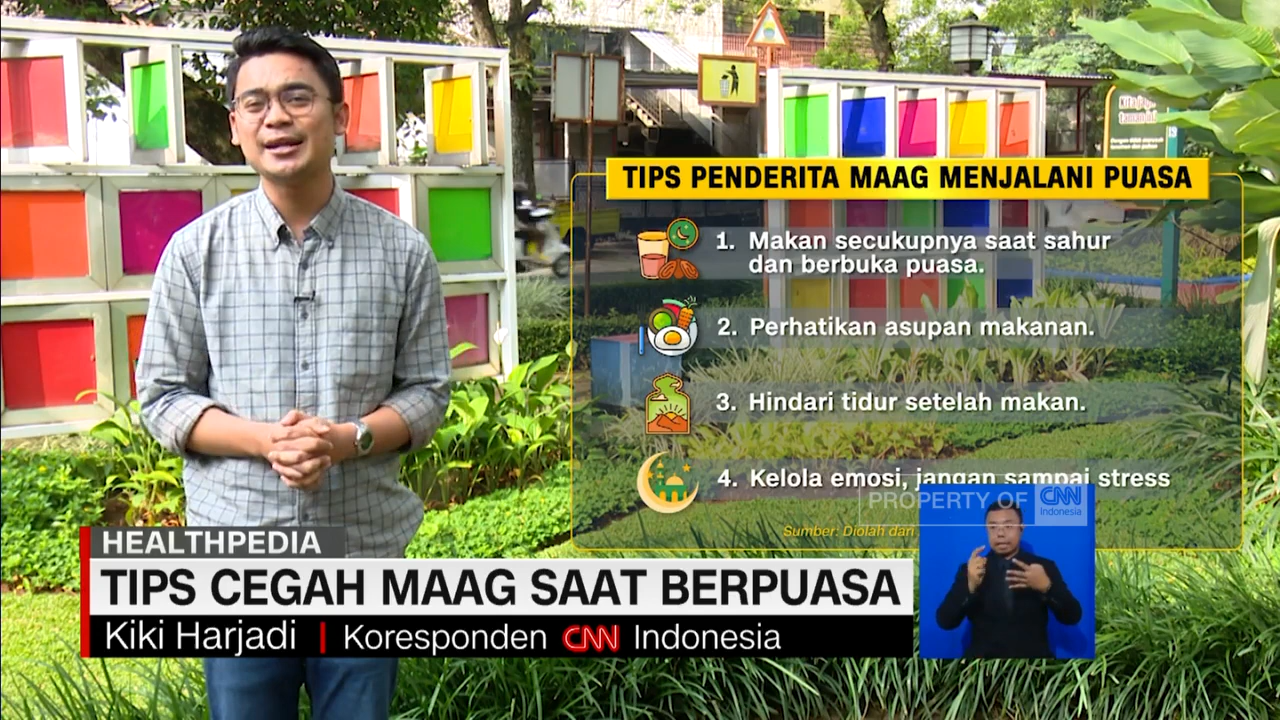 TIPS PENDERITA MAAG MENJALANI PUASA
1. Makan secukupnya saat sahur
dan berbuka puasa.
2. Perhatikan asupan makanan.
3. Hindari tidur setelah makan.
4. Kelola emosi, jangan sampai stress
PROPERTY OF CNN
Indonesia
Sumber: Diolah dari
HEALTHPEDIA
TIPS CEGAH MAAG SAAT BERPUASA
Kiki Harjadi | Koresponden CNN Indonesia